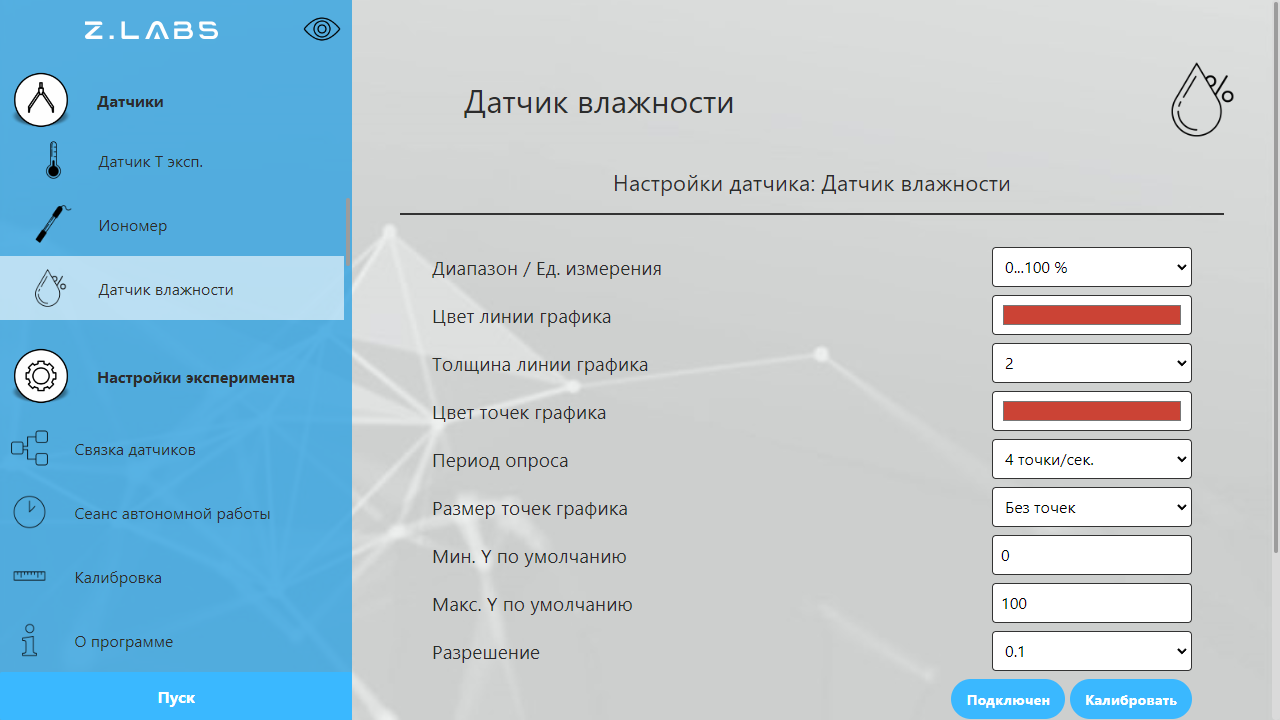 Z.LABS
Датчики
Датчик Т эксп.
Иономер
Датчик влажности
Настройки эксперимента
Связка датчиков
Сеанс автономной работы
Калибровка
О программе
Пуск
Датчик влажности
%
Настройки датчика: Датчик влажности
Диапазон / Ед. измерения 0...100 %
Цвет линии графика
Толщина линии графика 2
Цвет точек графика
Период опроса 4 точки/сек.
Размер точек графика Без точек
Мин. Y по умолчанию 0
Макс. Y по умолчанию 100
Разрешение 0.1
Подключен Калибровать